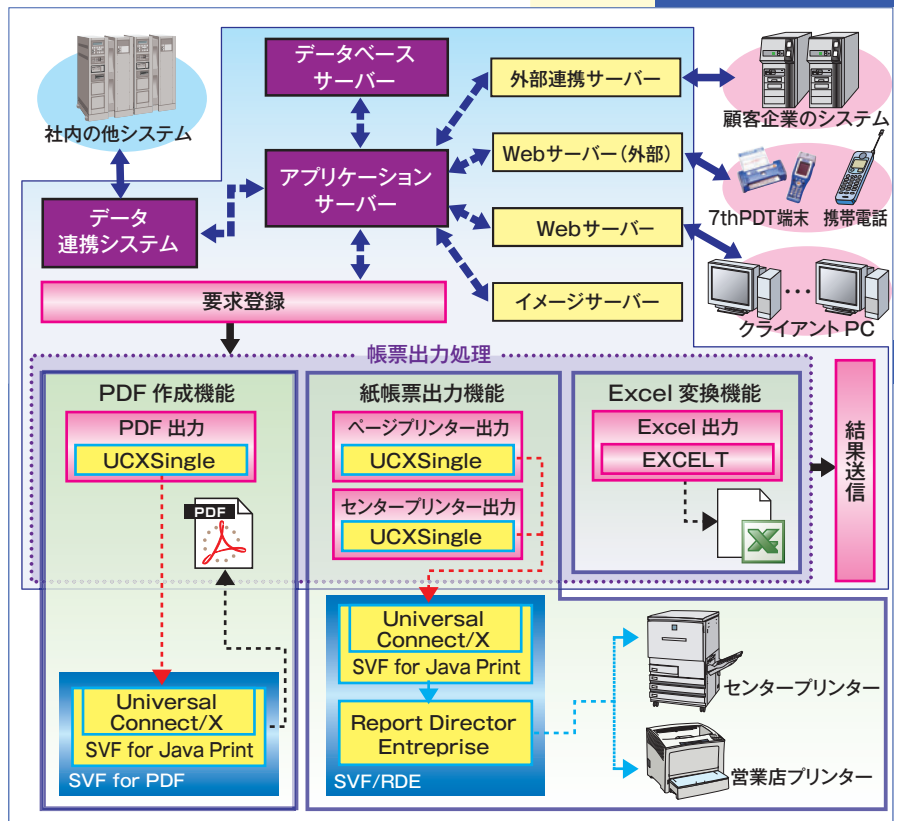 データベース
サーバー
外部連携サーバー
社内の他システム
顧客企業のシステム
Webサーバー(外部)
アプリケーション
サーバー
7thPDT端末 携帯電話
データ
連携システム
Webサーバー
…
要求登録
イメージサーバー
クライアント PC
帳票出力処理
PDF 作成機能
PDF 出力
UCXSingle
PDF
紙帳票出力機能
ページプリンター出力
UCXSingle
センタープリンター出力
UCXSingle
Excel 変換機能
Excel 出力
EXCELT
結果送信
Universal
Connect/X
SVF for Java Print
SVF for PDF
Universal
Connect/X
SVF for Java Print
Report Director
Entreprise
SVF/RDE
センタープリンター
営業店プリンター